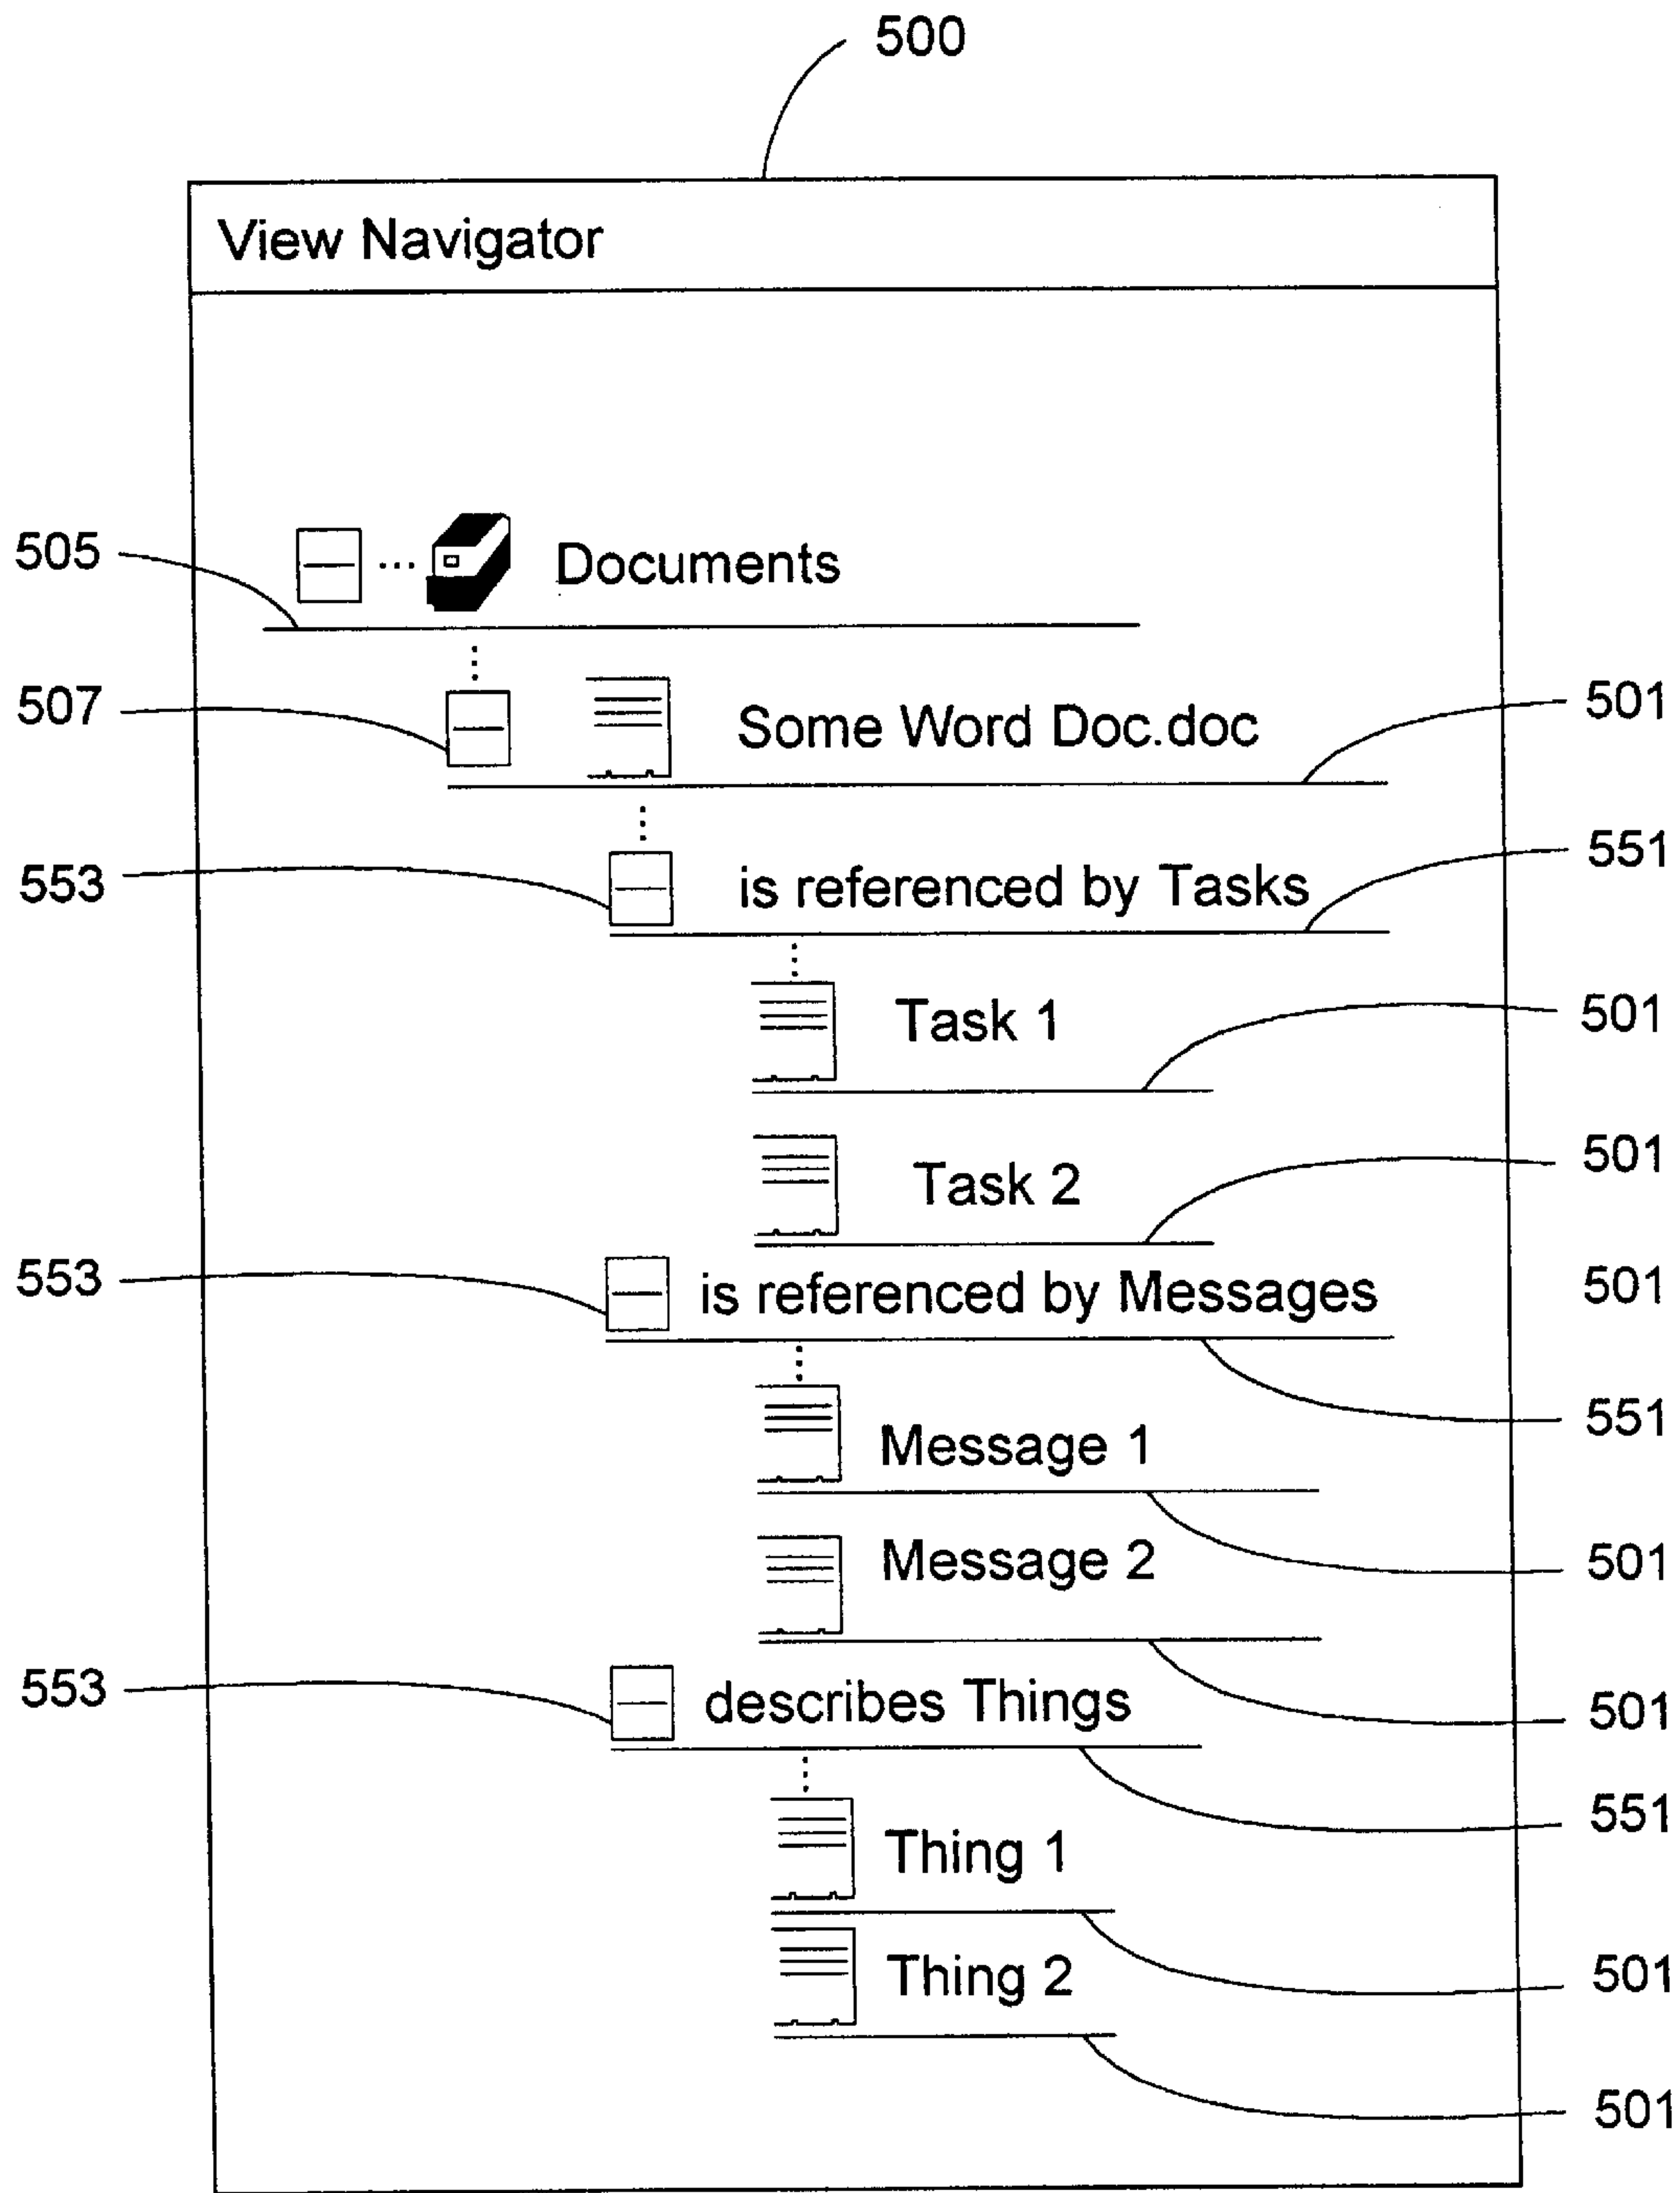 500
View Navigator
505 Documents
507 Some Word Doc.doc 501
553 is referenced by Tasks 551
Task 1 501
Task 2 501
553 is referenced by Messages 501
551
Message 1
501
Message 2
501
553 describes Things
551
Thing 1
501
Thing 2
501